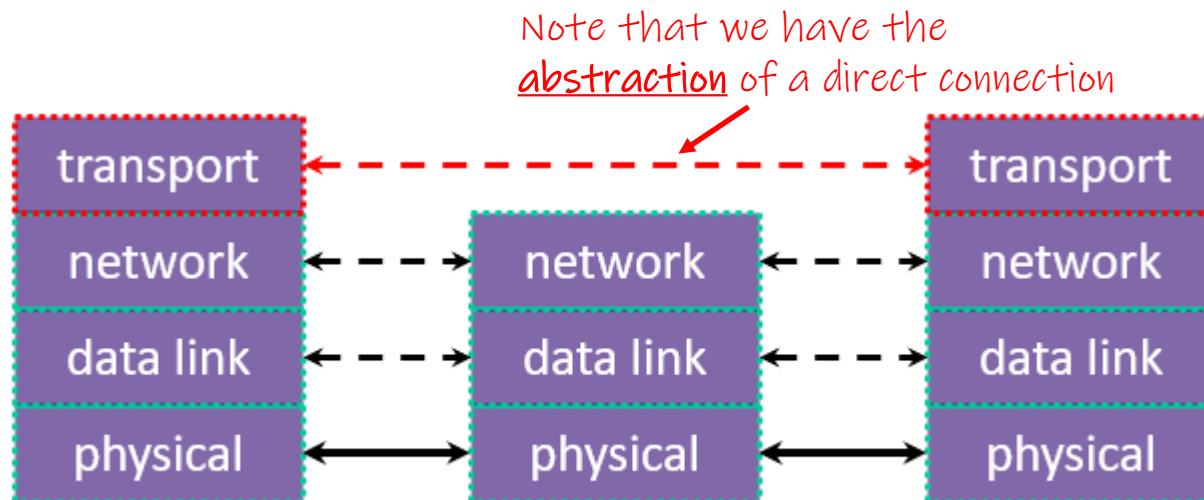 Note that we have the
abstraction of a direct connection
transport
transport
network
network
network
data link
data link
data link
physical
physical
physical